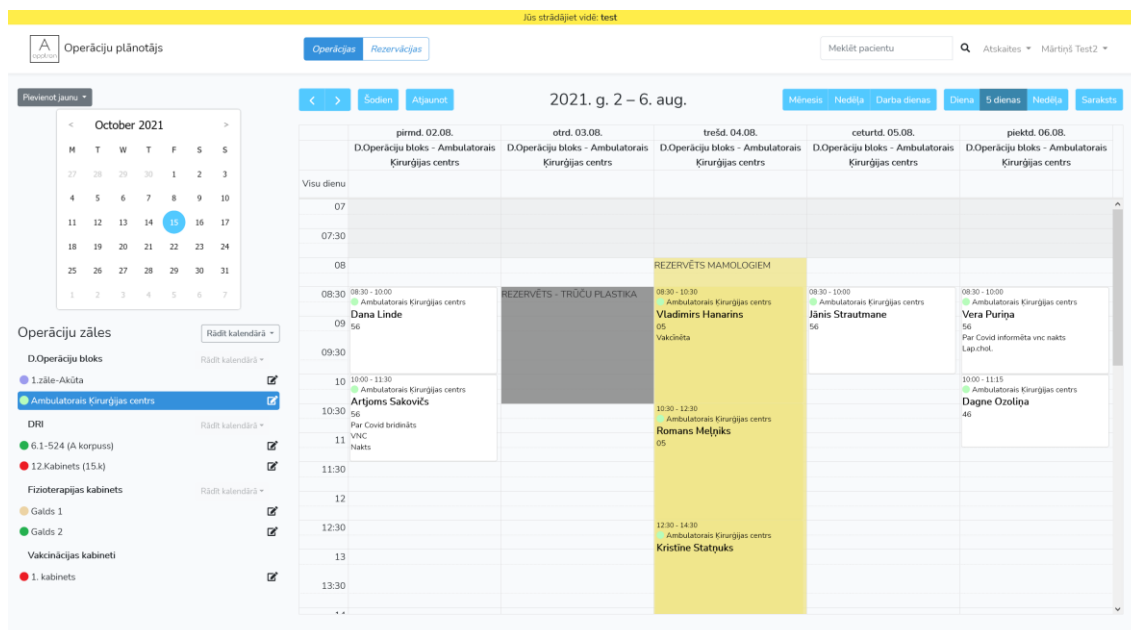 Jūs strādājiet vidē: test
A
apotron
Operāciju plānotājs
Operācijas Rezervācijas
Meklēt pacientu
Atskaites Mārtiņš Test2
Pievienot jaunu
< October 2021 >
M T W T F S S
27 28 29 30 1 2 3
4 5 6 7 8 9 10
11 12 13 14 15 16 17
18 19 20 21 22 23 24
25 26 27 28 29 30 31
1 2 3 4 5 6 7
Operāciju zāles Rādīt kalendārā
D.Operāciju bloks Rādīt kalendārā
1.zāle-Akūta
Ambulatorais Ķirurģijas centrs
DRI Rādīt kalendārā
6.1-524 (A korpuss)
12.Kabinets (15.k)
Fizioterapijas kabinets Rādīt kalendārā
Galds 1
Galds 2
Vakcinācijas kabineti
1. kabinets
< > Šodien Atjaunot
2021. g. 2 – 6. aug.
Mēnesis Nedēļa Darba dienas Diena 5 dienas Nedēļa Saraksts
pirmd. 02.08. otrd. 03.08. trešd. 04.08. ceturtd. 05.08. piektd. 06.08.
D.Operāciju bloks - Ambulatorais D.Operāciju bloks - Ambulatorais D.Operāciju bloks - Ambulatorais D.Operāciju bloks - Ambulatorais D.Operāciju bloks - Ambulatorais
Ķirurģijas centrs Ķirurģijas centrs Ķirurģijas centrs Ķirurģijas centrs Ķirurģijas centrs
Visu dienu
07
07:30
08
08:30
09
09:30
10
10:30
11
11:30
12
12:30
13
13:30
08:30 - 10:00
Ambulatorais Ķirurģijas centrs
Dana Linde
56
10:00 - 11:30
Ambulatorais Ķirurģijas centrs
Artjoms Sakovičs
56
Par Covid bridināts
VNC
Nakts
REZERVĒTS - TRŪČU PLASTIKA
REZERVĒTS MAMOLOGIEM
08:30 - 10:30
Ambulatorais Ķirurģijas centrs
Vladimirs Hanarins
05
Vakcīnēta
10:30 - 12:30
Ambulatorais Ķirurģijas centrs
Romans Meļņiks
05
12:30 - 14:30
Ambulatorais Ķirurģijas centrs
Kristīne Statņuks
08:30 - 10:00
Ambulatorais Ķirurģijas centrs
Jānis Strautmane
56
08:30 - 10:00
Ambulatorais Ķirurģijas centrs
Vera Puriņa
56
Par Covid informēta vnc nakts
Lap.chol.
10:00 - 11:15
Ambulatorais Ķirurģijas centrs
Dagne Ozoliņa
46